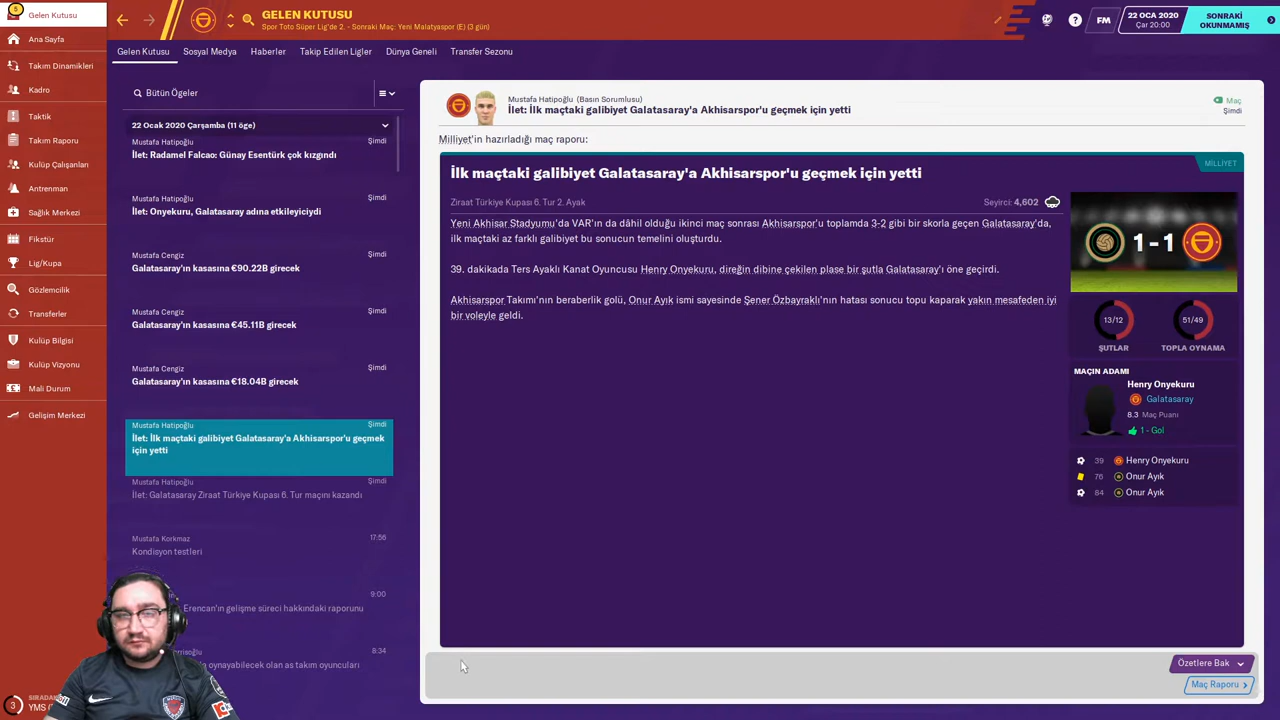 5
Gelen Kutusu
Ana Sayfa
Takım Dinamikleri
Kadro
Taktik
Takım Raporu
Kulüp Çalışanları
Antrenman
Sağlık Merkezi
Fikstür
Lig/Kupa
Gözlemcilik
Transferler
Kulüp Bilgisi
Kulüp Vizyonu
Mali Durum
Gelişim Merkezi
3
YMS
GELEN KUTUSU
Spor Toto Süper Lig'de 2. - Sonraki Maç: Yeni Malatyaspor (E) (3 gün)
FM
22 OCA 2020
Çar 20:00
SONRAKİ
OKUNMAMIŞ
Gelen Kutusu
Sosyal Medya
Haberler
Takip Edilen Ligler
Dünya Geneli
Transfer Sezonu
Bütün Ögeler
22 Ocak 2020 Çarşamba (11 öge)
Mustafa Hatipoğlu
Şimdi
İlet: Radamel Falcao: Günay Esentürk çok kızgındı
Mustafa Hatipoğlu
Şimdi
İlet: Onyekuru, Galatasaray adına etkileyiciydi
Mustafa Cengiz
Şimdi
Galatasaray'ın kasasına €90.22B girecek
Mustafa Cengiz
Şimdi
Galatasaray'ın kasasına €45.11B girecek
Mustafa Cengiz
Şimdi
Galatasaray'ın kasasına €18.04B girecek
Mustafa Hatipoğlu
Şimdi
İlet: İlk maçtaki galibiyet Galatasaray'a Akhisarspor'u geçmek
için yetti
Mustafa Hatipoğlu
Şimdi
İlet: Galatasaray Ziraat Türkiye Kupası 6. Tur maçını kazandı
Mustafa Korkmaz
17:56
Kondisyon testleri
9:00
Erencan'ın gelişme süreci hakkındaki raporunu
8:34
oynayabilecek olan as takım oyuncuları
Mustafa Hatipoğlu (Basın Sorumlusu)
İlet: İlk maçtaki galibiyet Galatasaray'a Akhisarspor'u geçmek için yetti
Maç
Şimdi
Milliyet'in hazırladığı maç raporu:
MİLLİYET
İlk maçtaki galibiyet Galatasaray'a Akhisarspor'u geçmek için yetti
Ziraat Türkiye Kupası 6. Tur 2. Ayak
Seyirci: 4,602
Yeni Akhisar Stadyumu'da VAR'ın da dâhil olduğu ikinci maç sonrası Akhisarspor'u toplamda 3-2 gibi bir skorla geçen Galatasaray'da,
ilk maçtaki az farklı galibiyet bu sonucun temelini oluşturdu.
39. dakikada Ters Ayaklı Kanat Oyuncusu Henry Onyekuru, direğin dibine çekilen plase bir şutla Galatasaray'ı öne geçirdi.
Akhisarspor Takımı'nın beraberlik golü, Onur Ayık ismi sayesinde Şener Özbayraklı'nın hatası sonucu topu kaparak yakın mesafeden iyi
bir voleyle geldi.
1 - 1
13/12
ŞUTLAR
51/49
TOPLA OYNAMA
MAÇIN ADAMI
Henry Onyekuru
Galatasaray
8.3 Maç Puanı
1 - Gol
39 Henry Onyekuru
76 Onur Ayık
84 Onur Ayık
Özetlere Bak
Maç Raporu